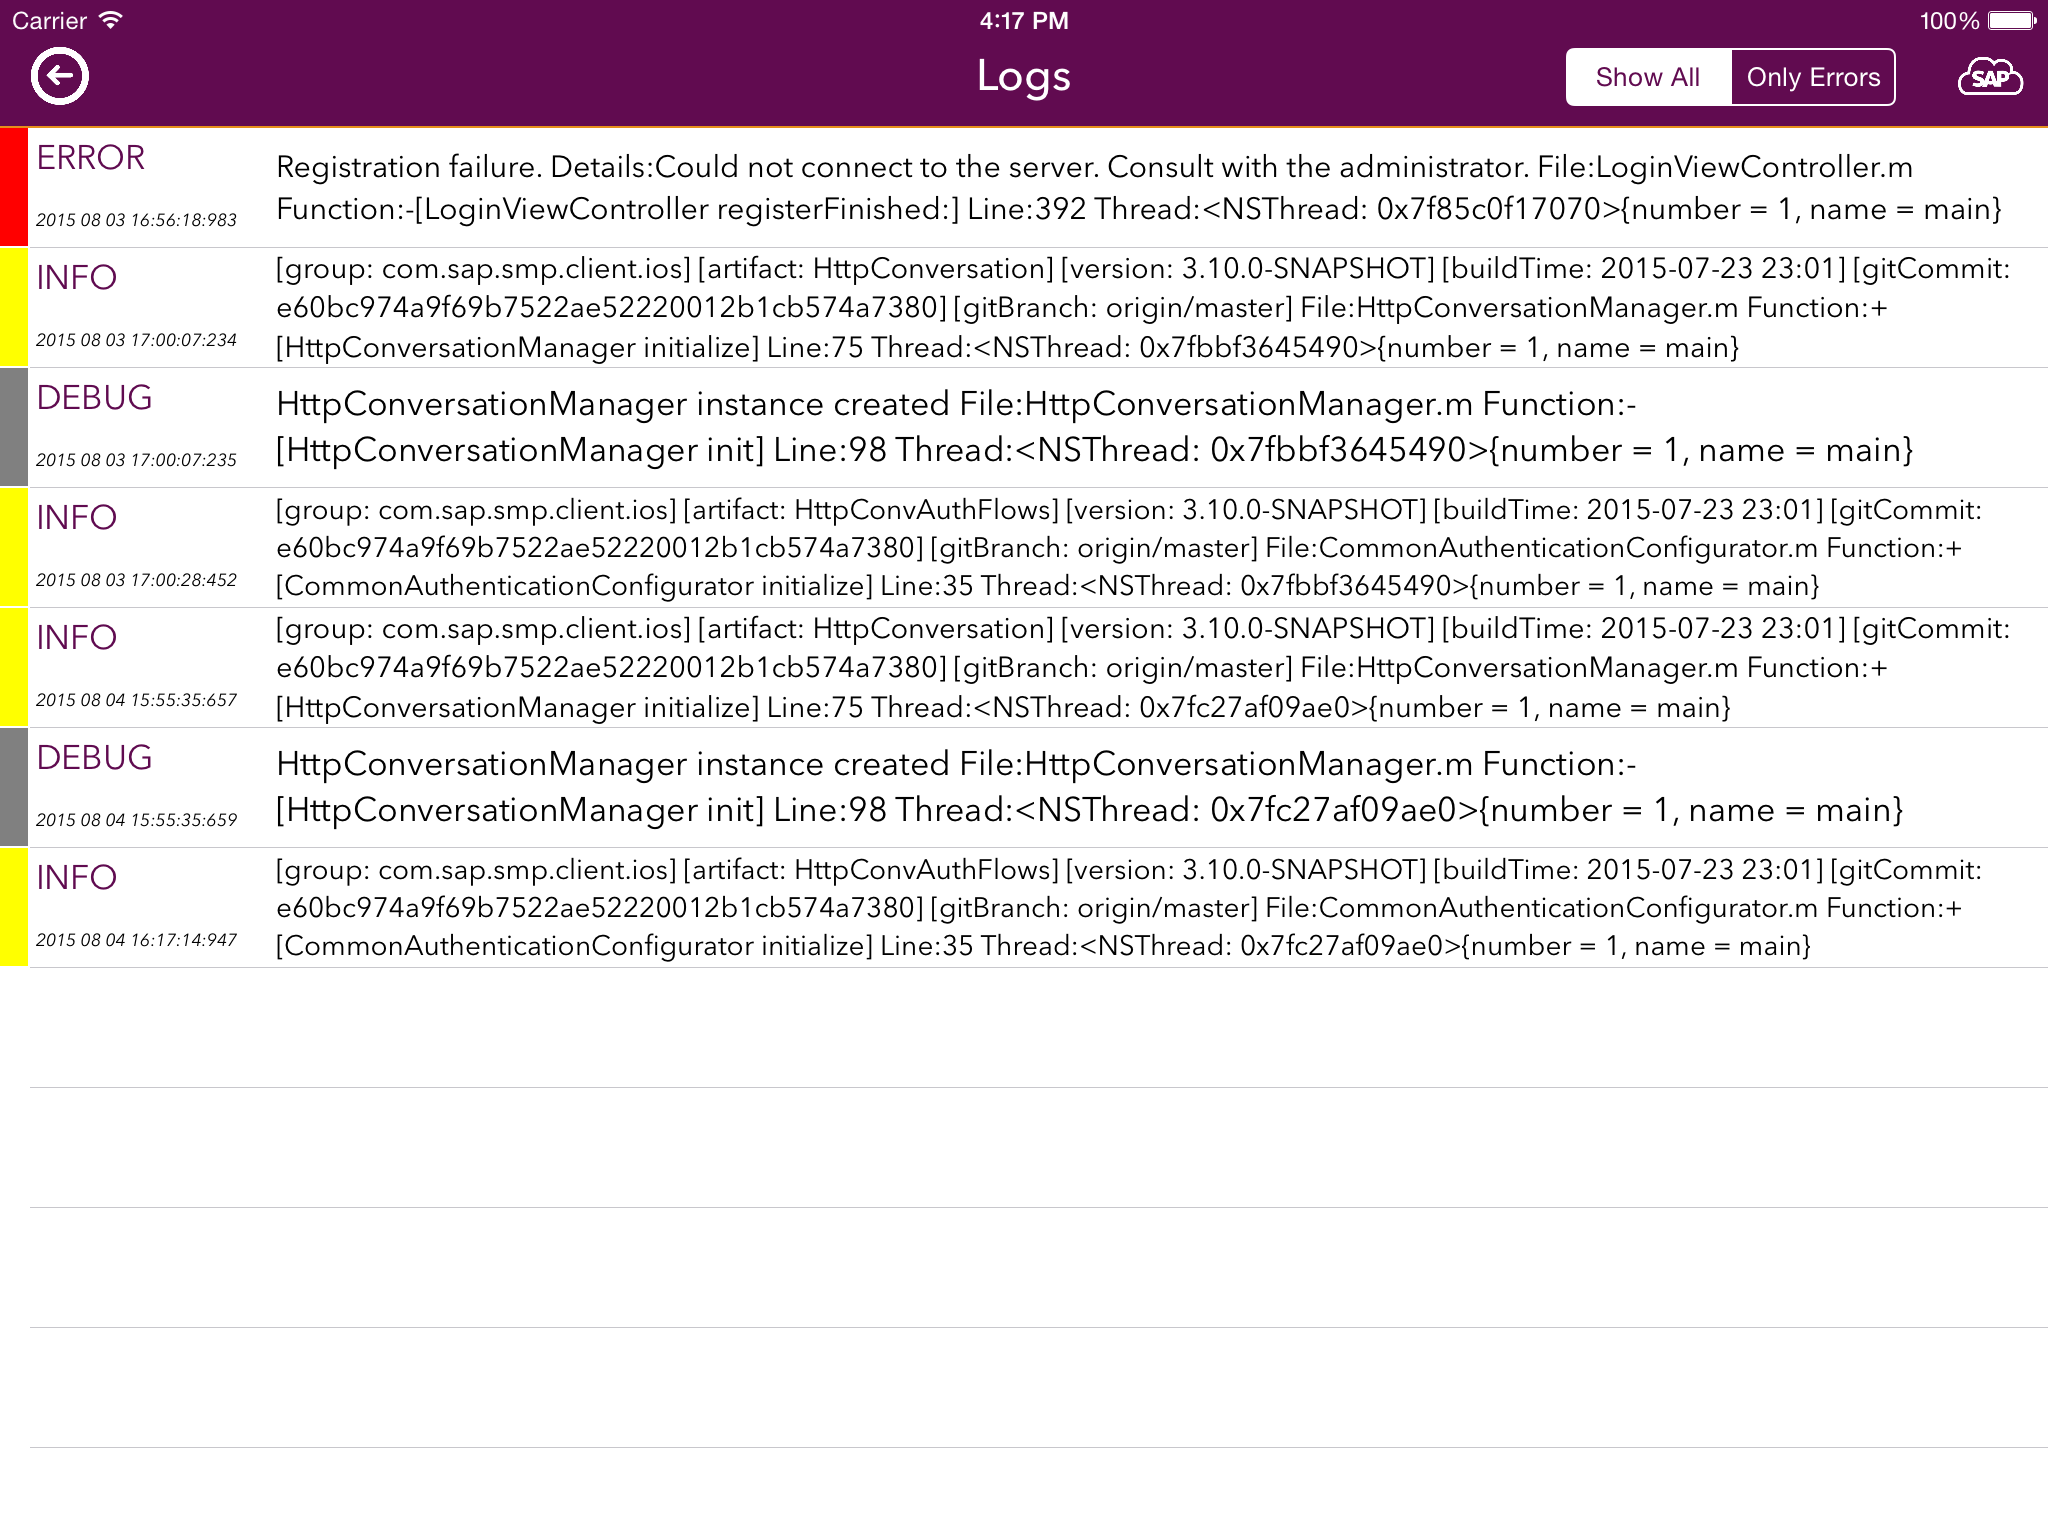 Carrier 4:17 PM 100%
Logs Show All Only Errors SAP
ERROR
2015 08 03 16:56:18:983
Registration failure. Details:Could not connect to the server. Consult with the administrator. File:LoginViewController.m
Function:-[LoginViewController registerFinished:] Line:392 Thread:<NSThread: 0x7f85c0f17070>{number = 1, name = main}
INFO
2015 08 03 17:00:07:234
[group: com.sap.smp.client.ios] [artifact: HttpConversation] [version: 3.10.0-SNAPSHOT] [buildTime: 2015-07-23 23:01] [gitCommit:
e60bc974a9f69b7522ae52220012b1cb574a7380] [gitBranch: origin/master] File:HttpConversationManager.m Function:+
[HttpConversationManager initialize] Line:75 Thread:<NSThread: 0x7fbbf3645490>{number = 1, name = main}
DEBUG
2015 08 03 17:00:07:235
HttpConversationManager instance created File:HttpConversationManager.m Function:-
[HttpConversationManager init] Line:98 Thread:<NSThread: 0x7fbbf3645490>{number = 1, name = main}
INFO
2015 08 03 17:00:28:452
[group: com.sap.smp.client.ios] [artifact: HttpConvAuthFlows] [version: 3.10.0-SNAPSHOT] [buildTime: 2015-07-23 23:01] [gitCommit:
e60bc974a9f69b7522ae52220012b1cb574a7380] [gitBranch: origin/master] File:CommonAuthenticationConfigurator.m Function:+
[CommonAuthenticationConfigurator initialize] Line:35 Thread:<NSThread: 0x7fbbf3645490>{number = 1, name = main}
INFO
2015 08 04 15:55:35:657
[group: com.sap.smp.client.ios] [artifact: HttpConversation] [version: 3.10.0-SNAPSHOT] [buildTime: 2015-07-23 23:01] [gitCommit:
e60bc974a9f69b7522ae52220012b1cb574a7380] [gitBranch: origin/master] File:HttpConversationManager.m Function:+
[HttpConversationManager initialize] Line:75 Thread:<NSThread: 0x7fc27af09ae0>{number = 1, name = main}
DEBUG
2015 08 04 15:55:35:659
HttpConversationManager instance created File:HttpConversationManager.m Function:-
[HttpConversationManager init] Line:98 Thread:<NSThread: 0x7fc27af09ae0>{number = 1, name = main}
INFO
2015 08 04 16:17:14:947
[group: com.sap.smp.client.ios] [artifact: HttpConvAuthFlows] [version: 3.10.0-SNAPSHOT] [buildTime: 2015-07-23 23:01] [gitCommit:
e60bc974a9f69b7522ae52220012b1cb574a7380] [gitBranch: origin/master] File:CommonAuthenticationConfigurator.m Function:+
[CommonAuthenticationConfigurator initialize] Line:35 Thread:<NSThread: 0x7fc27af09ae0>{number = 1, name = main}